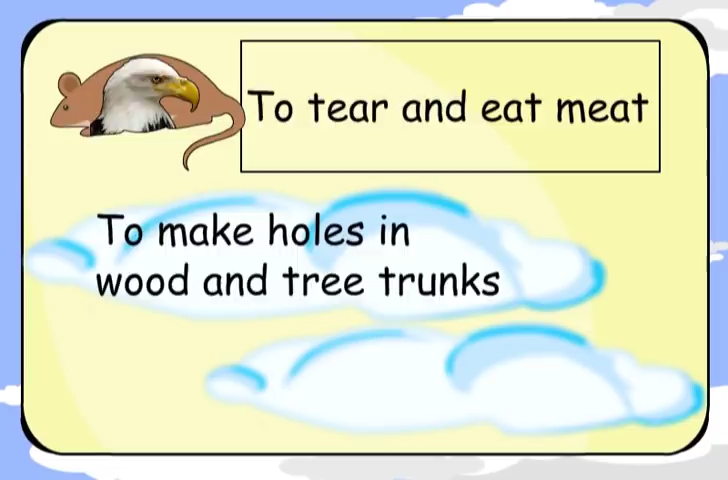 To tear and eat meat
To make holes in
wood and tree trunks